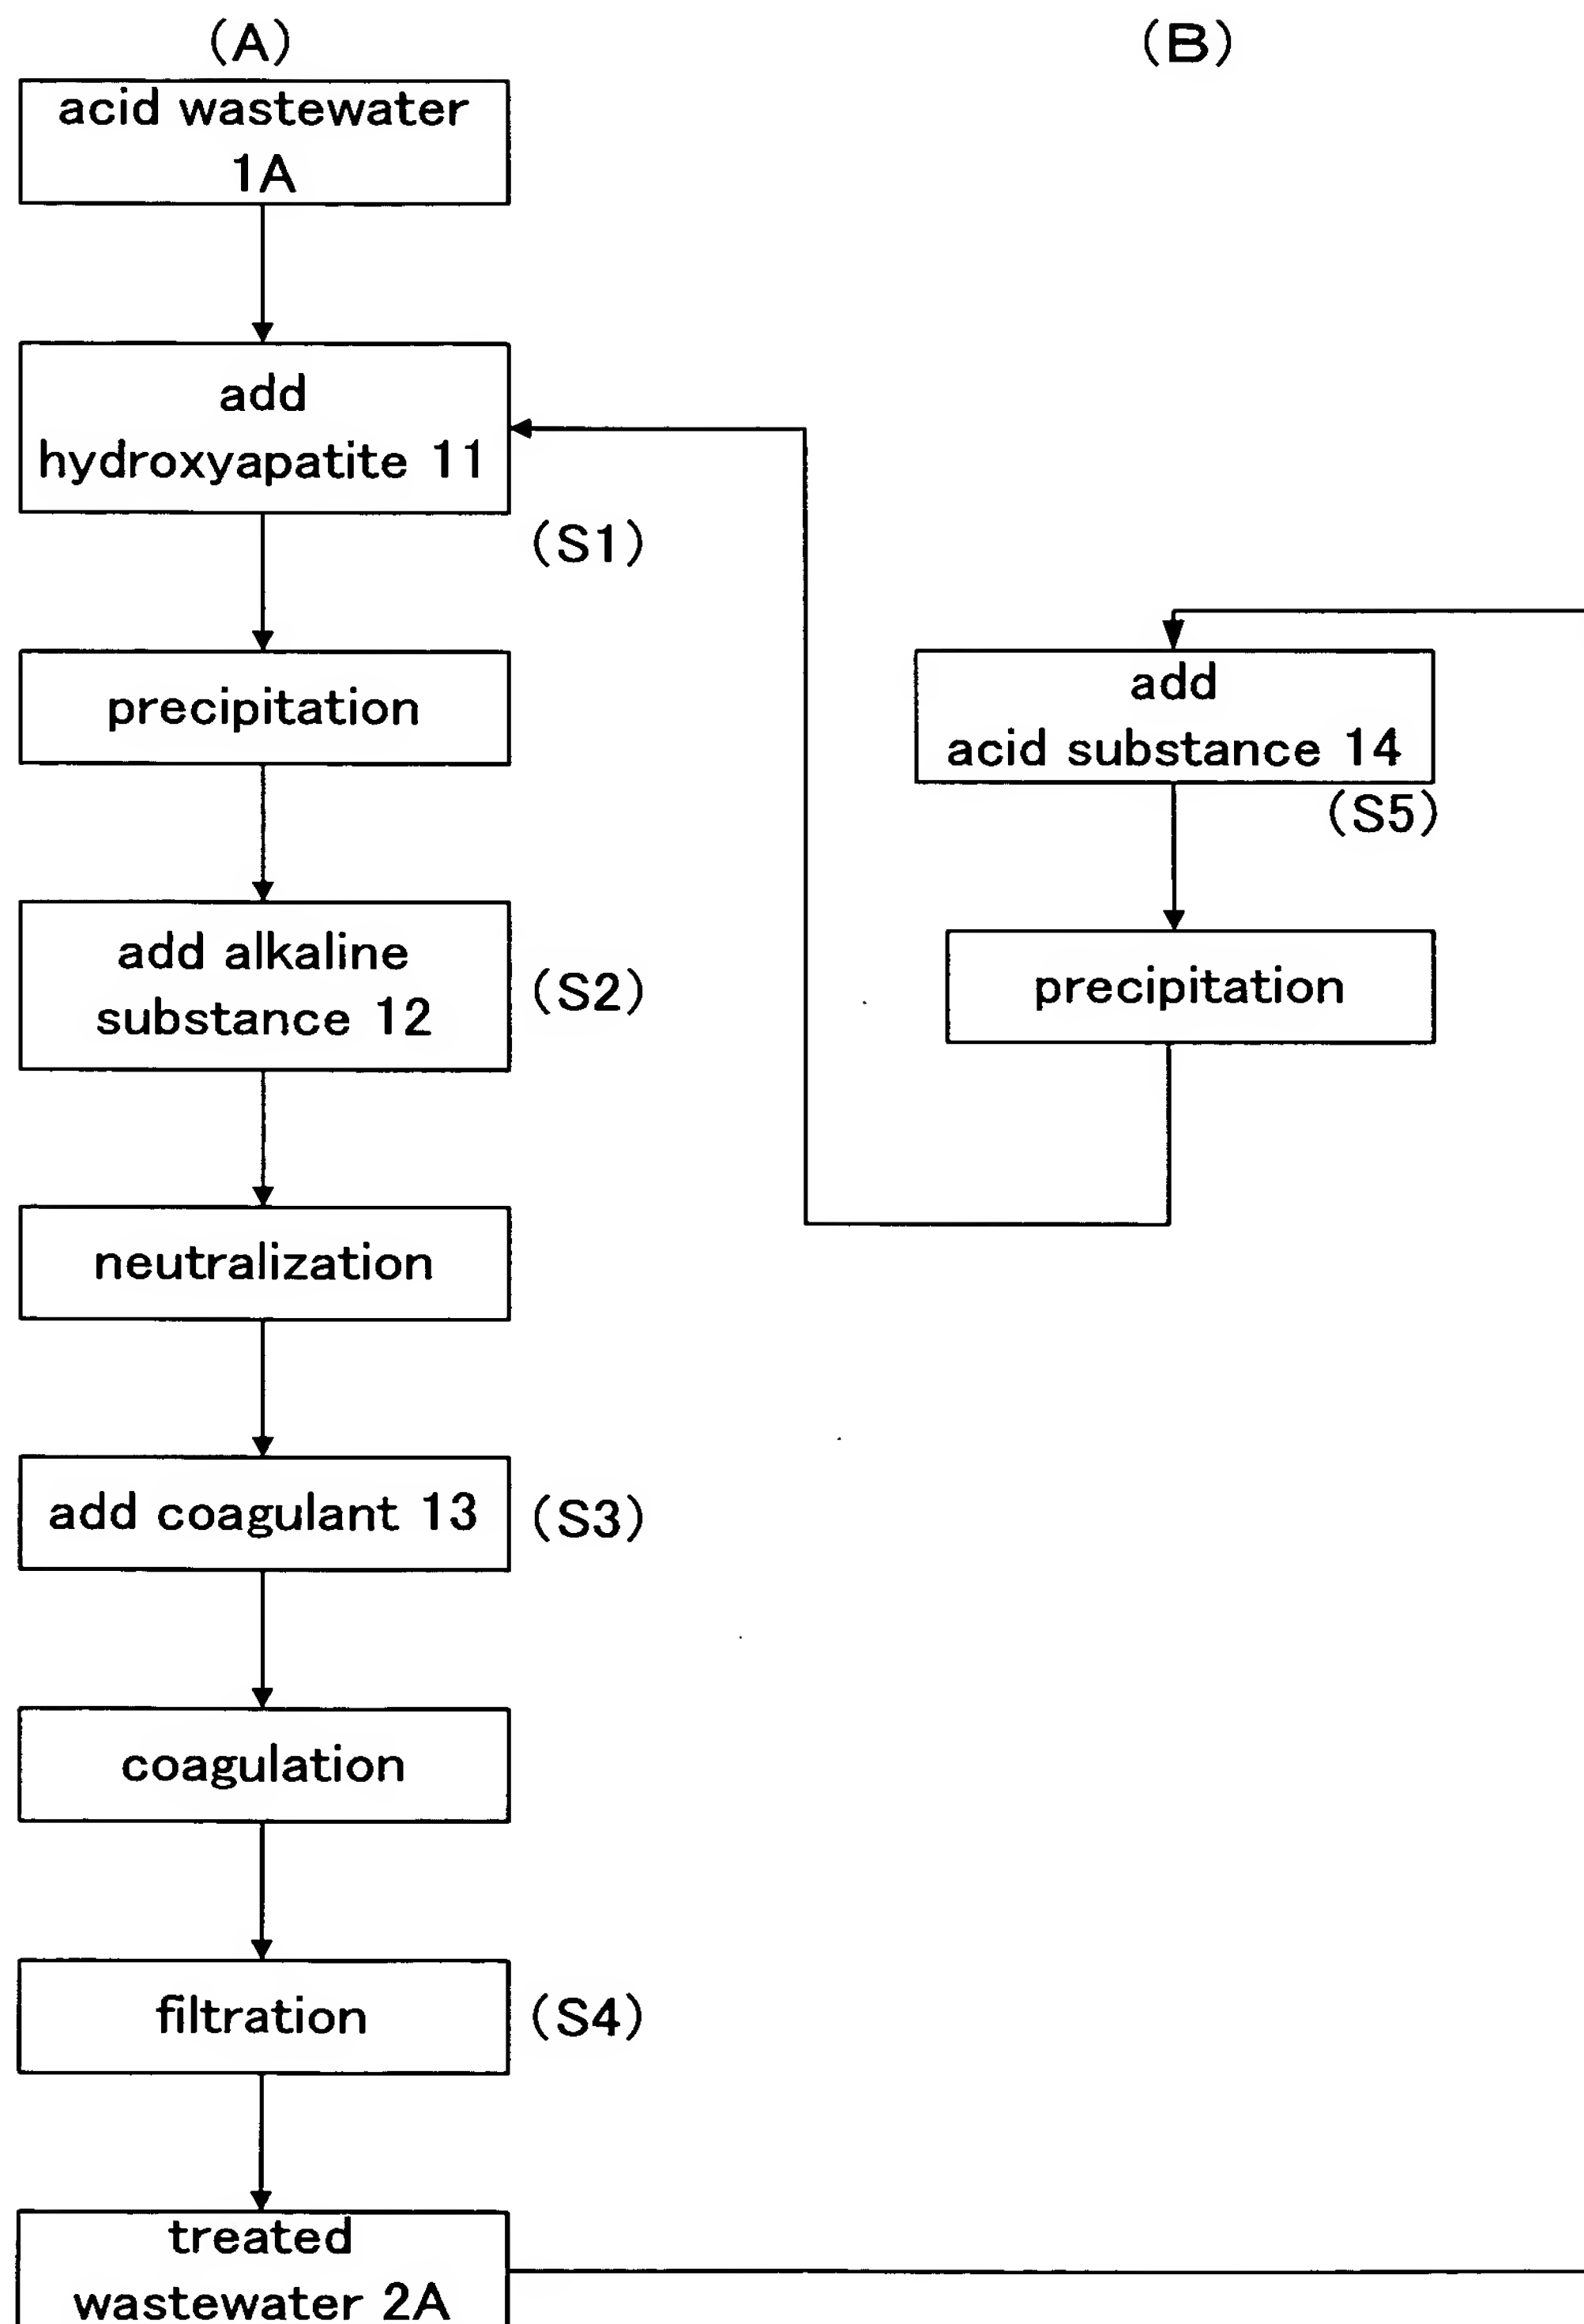 (A)
acid wastewater
1A
add
hydroxyapatite 11
(S1)
precipitation
add alkaline
substance 12
(S2)
neutralization
add coagulant 13
(S3)
coagulation
filtration
(S4)
treated
wastewater 2A
(B)
add
acid substance 14
(S5)
precipitation